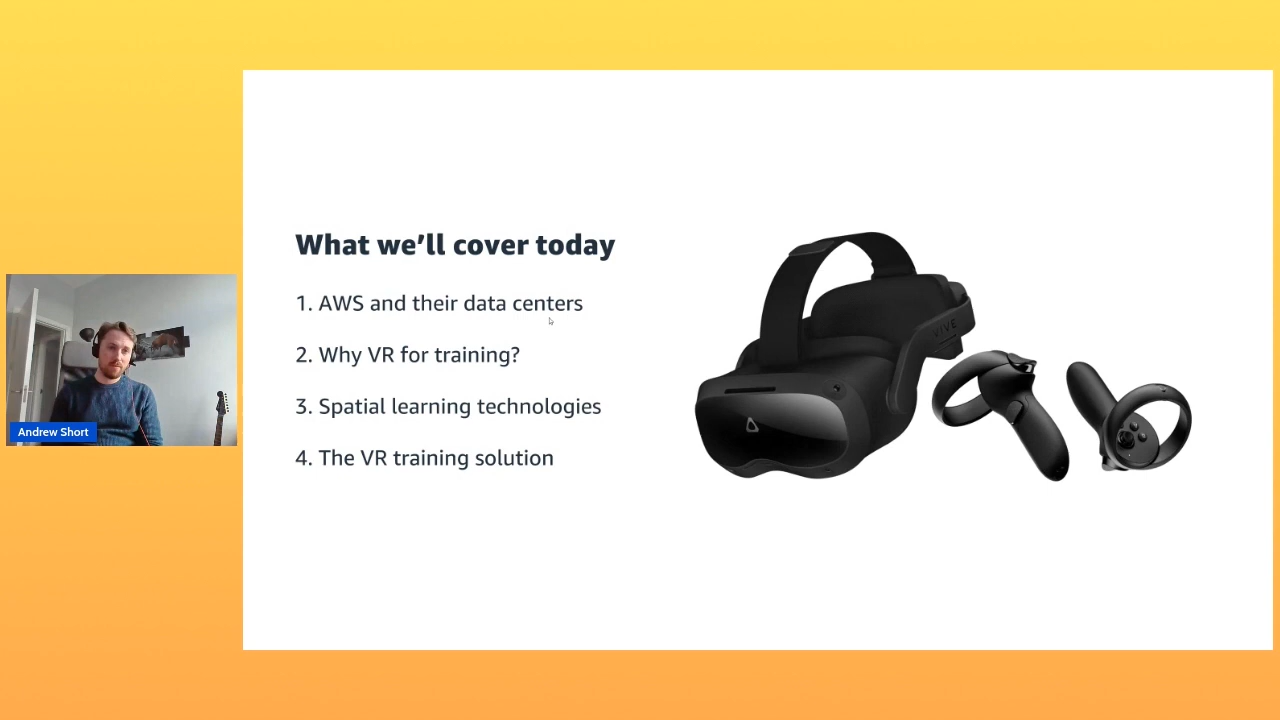 What we'll cover today
1. AWS and their data centers
2. Why VR for training?
3. Spatial learning technologies
4. The VR training solution
VIVE
Andrew Short